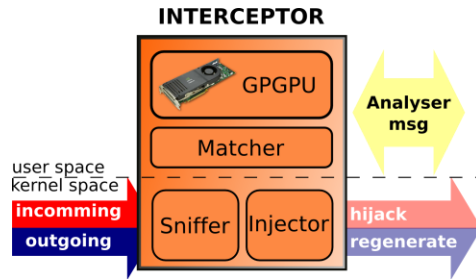 INTERCEPTOR
GPGPU
Analyser
msg
Matcher
user space
kernel space
incomming
outgoing
Sniffer
Injector
hijack
regenerate